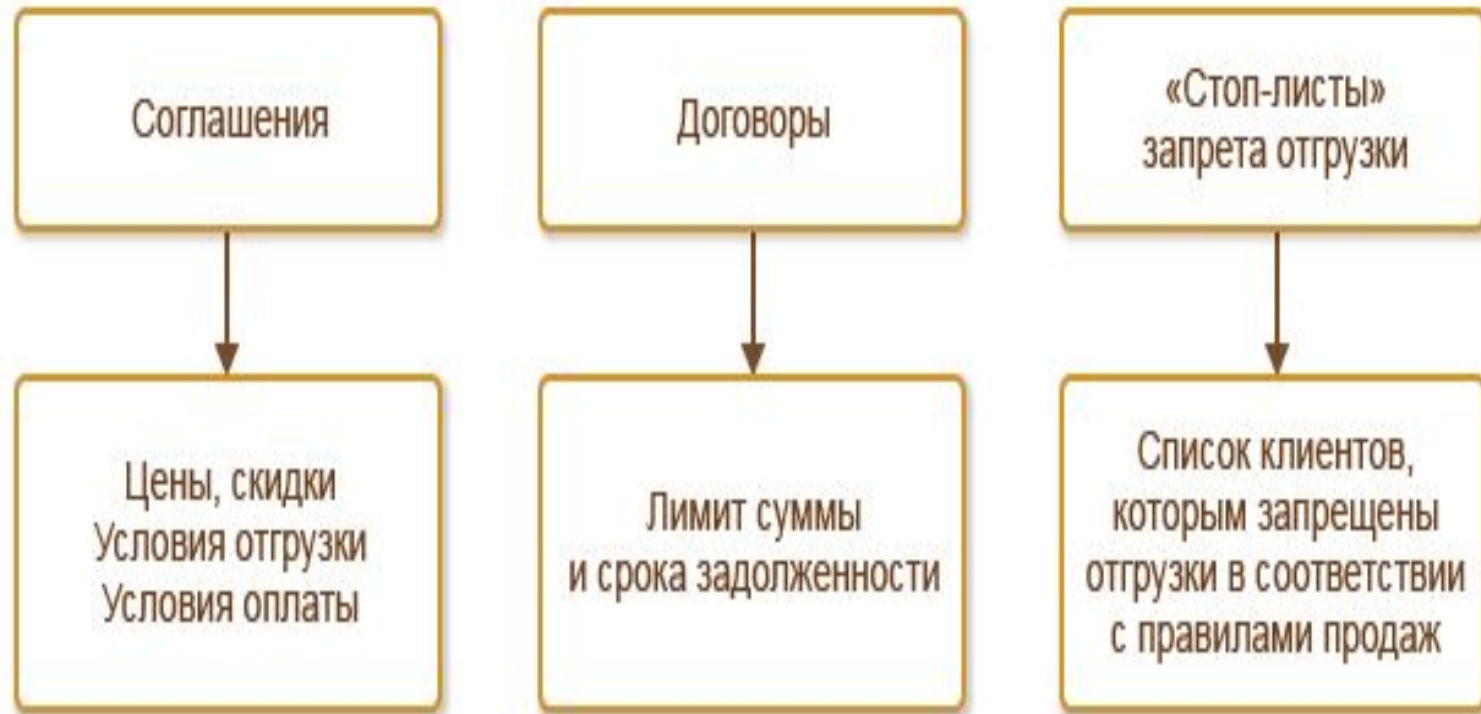 Соглашения
Договоры
«Стоп-листы»
запрета отгрузки
Цены, скидки
Условия отгрузки
Условия оплаты
Лимит суммы
и срока задолженности
Список клиентов,
которым запрещены
отгрузки в соответствии
с правилами продаж